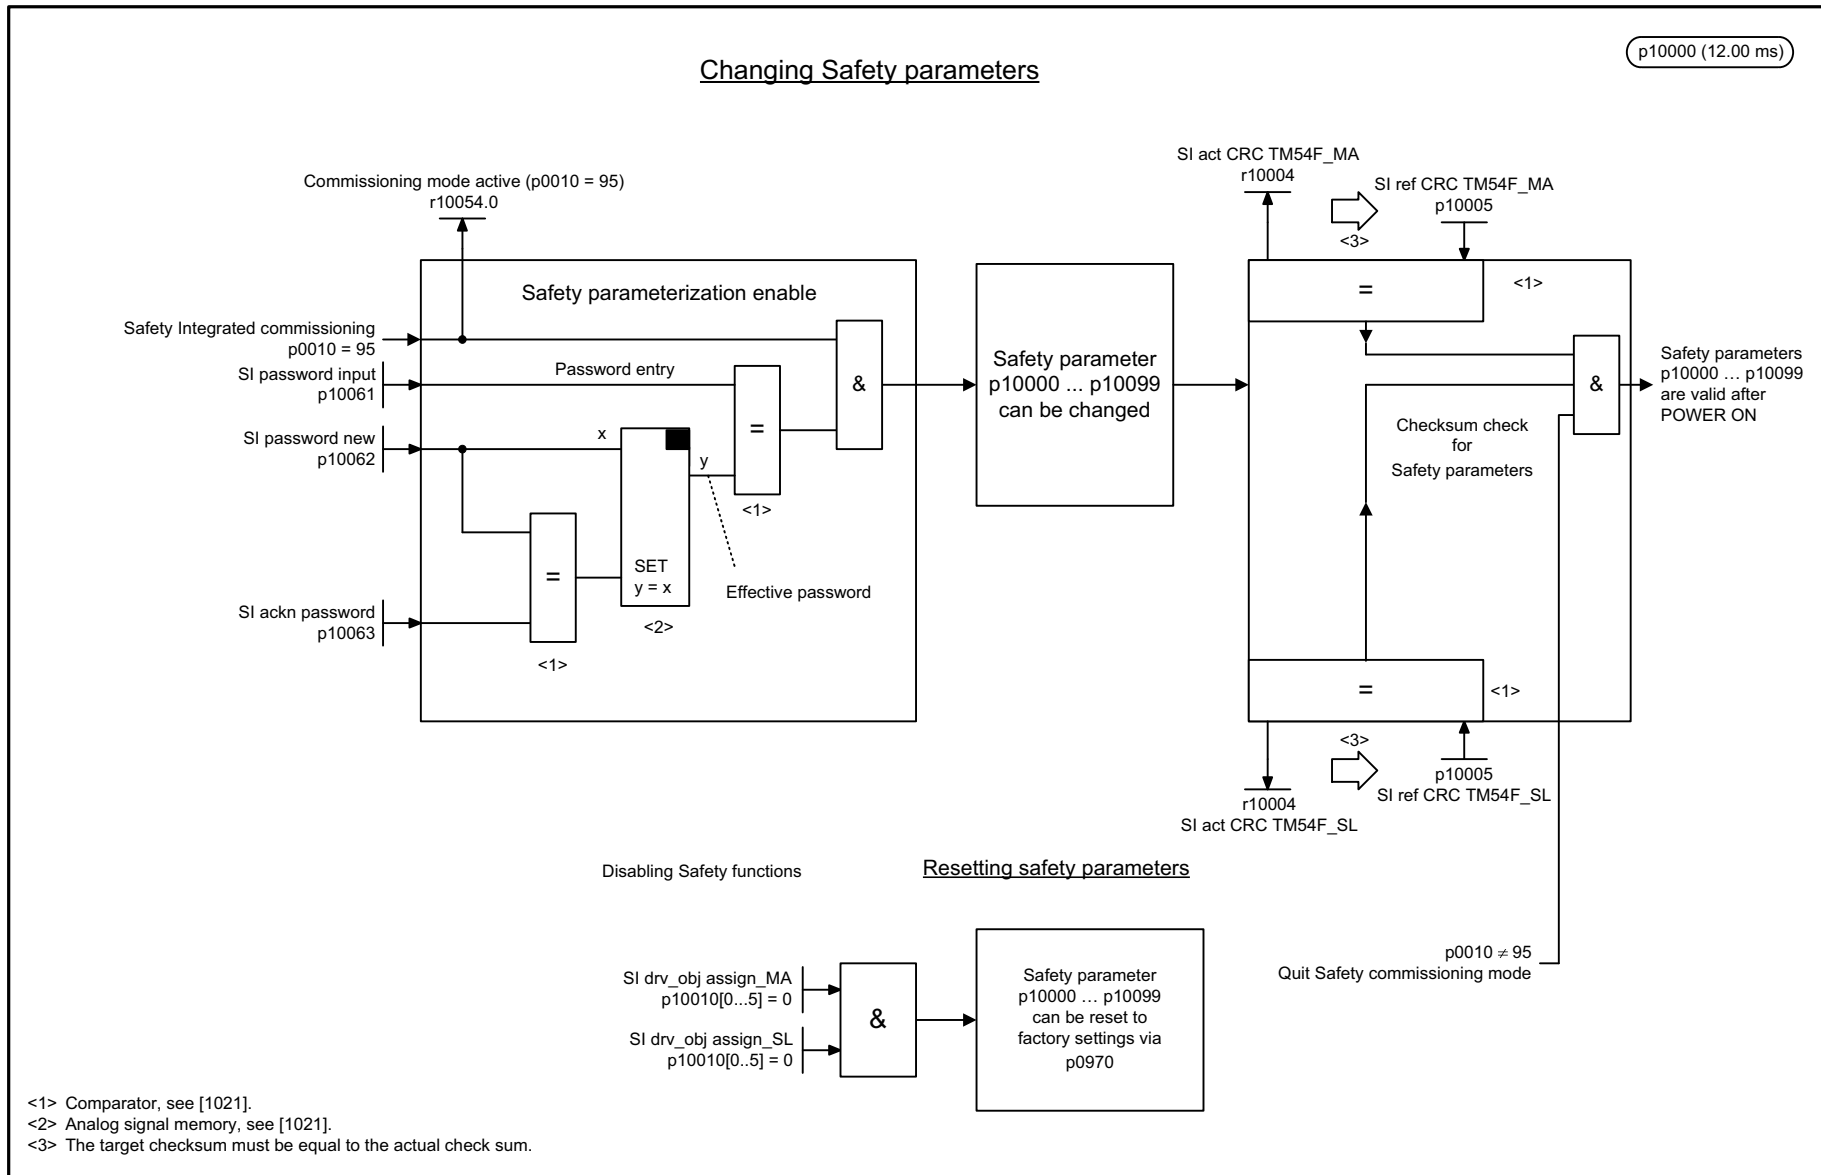 p10000 (12.00 ms)
Changing Safety parameters
Commissioning mode active (p0010 = 95)
r10054.0
SI act CRC TM54F_MA
r10004
SI ref CRC TM54F_MA
p10005
<3>
Safety parameterization enable
=
<1>
Safety Integrated commissioning
p0010 = 95
SI password input
p10061
Password entry
&
=
<1>
SI password new
p10062
x
y
SET
y = x
<2>
Effective password
=
<1>
SI ackn password
p10063
Safety parameter
p10000 ... p10099
can be changed
&
Safety parameters
p10000 … p10099
are valid after
POWER ON
Checksum check
for
Safety parameters
=
<1>
<3>
r10004
SI act CRC TM54F_SL
p10005
SI ref CRC TM54F_SL
p0010 ≠ 95
Quit Safety commissioning mode
Disabling Safety functions
Resetting safety parameters
SI drv_obj assign_MA
p10010[0...5] = 0
SI drv_obj assign_SL
p10010[0..5] = 0
&
Safety parameter
p10000 … p10099
can be reset to
factory settings via
p0970
<1> Comparator, see [1021].
<2> Analog signal memory, see [1021].
<3> The target checksum must be equal to the actual check sum.